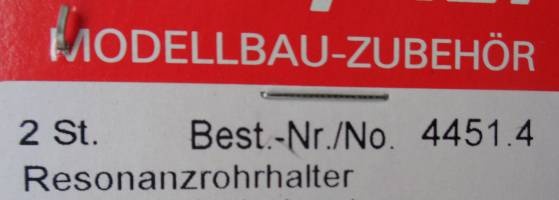 MODELLBAU-ZUBEHÖR
2 St. Best.-Nr./No. 4451.4
Resonanzrohrhalter